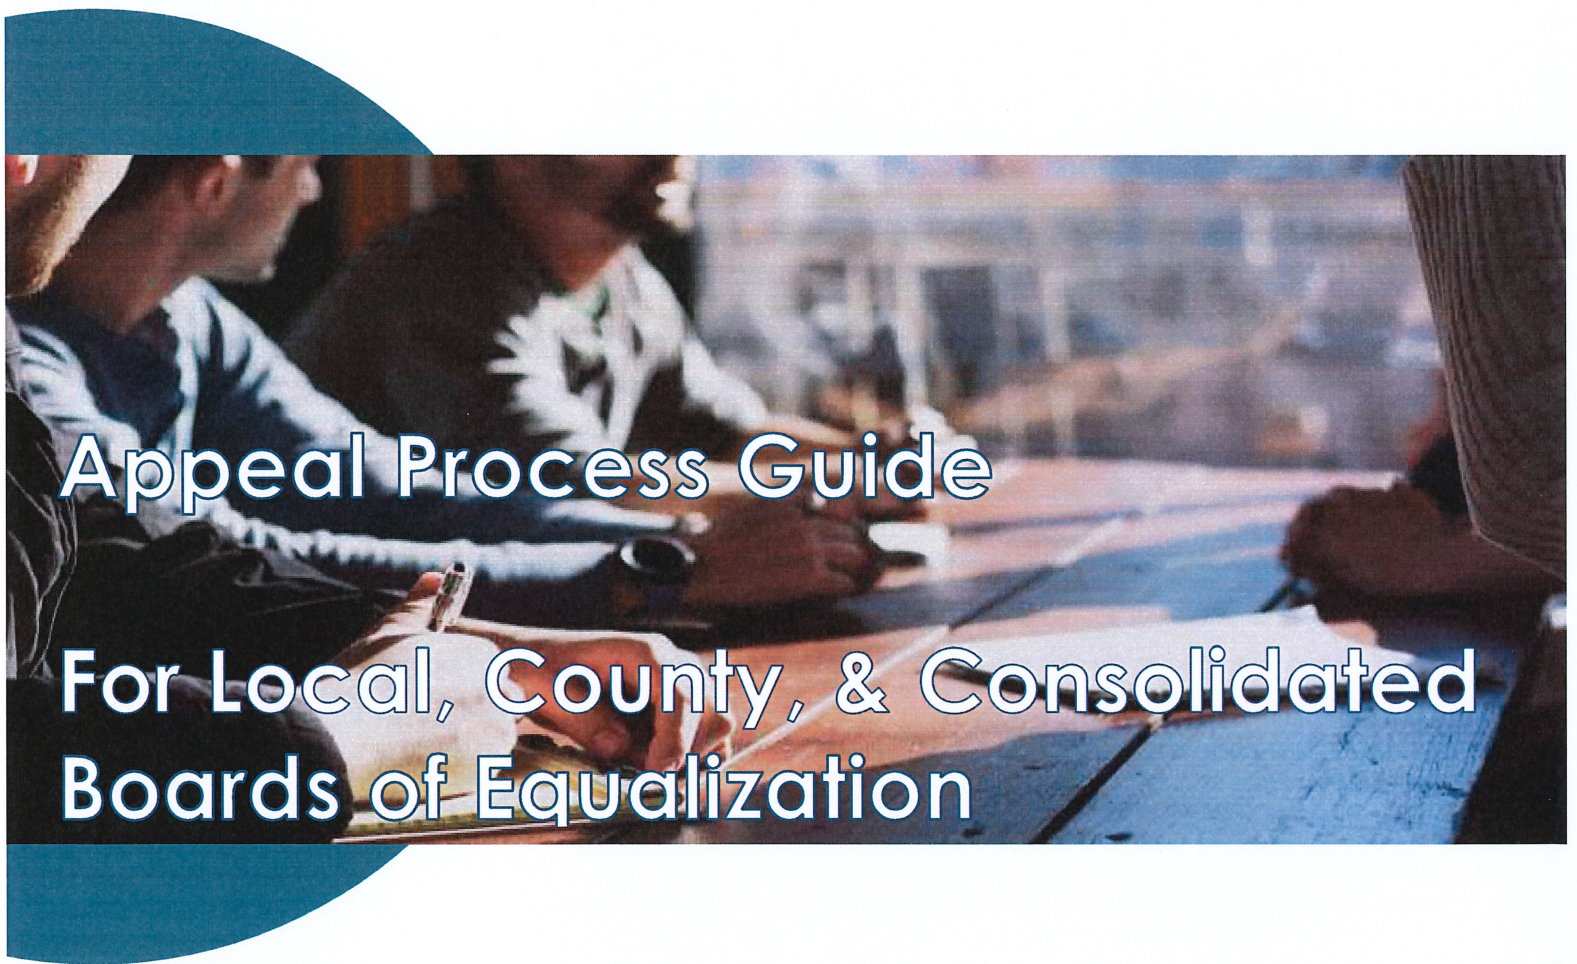 Appeal Process Guide
For Local, County, & Consolidated
Boards of Equalization